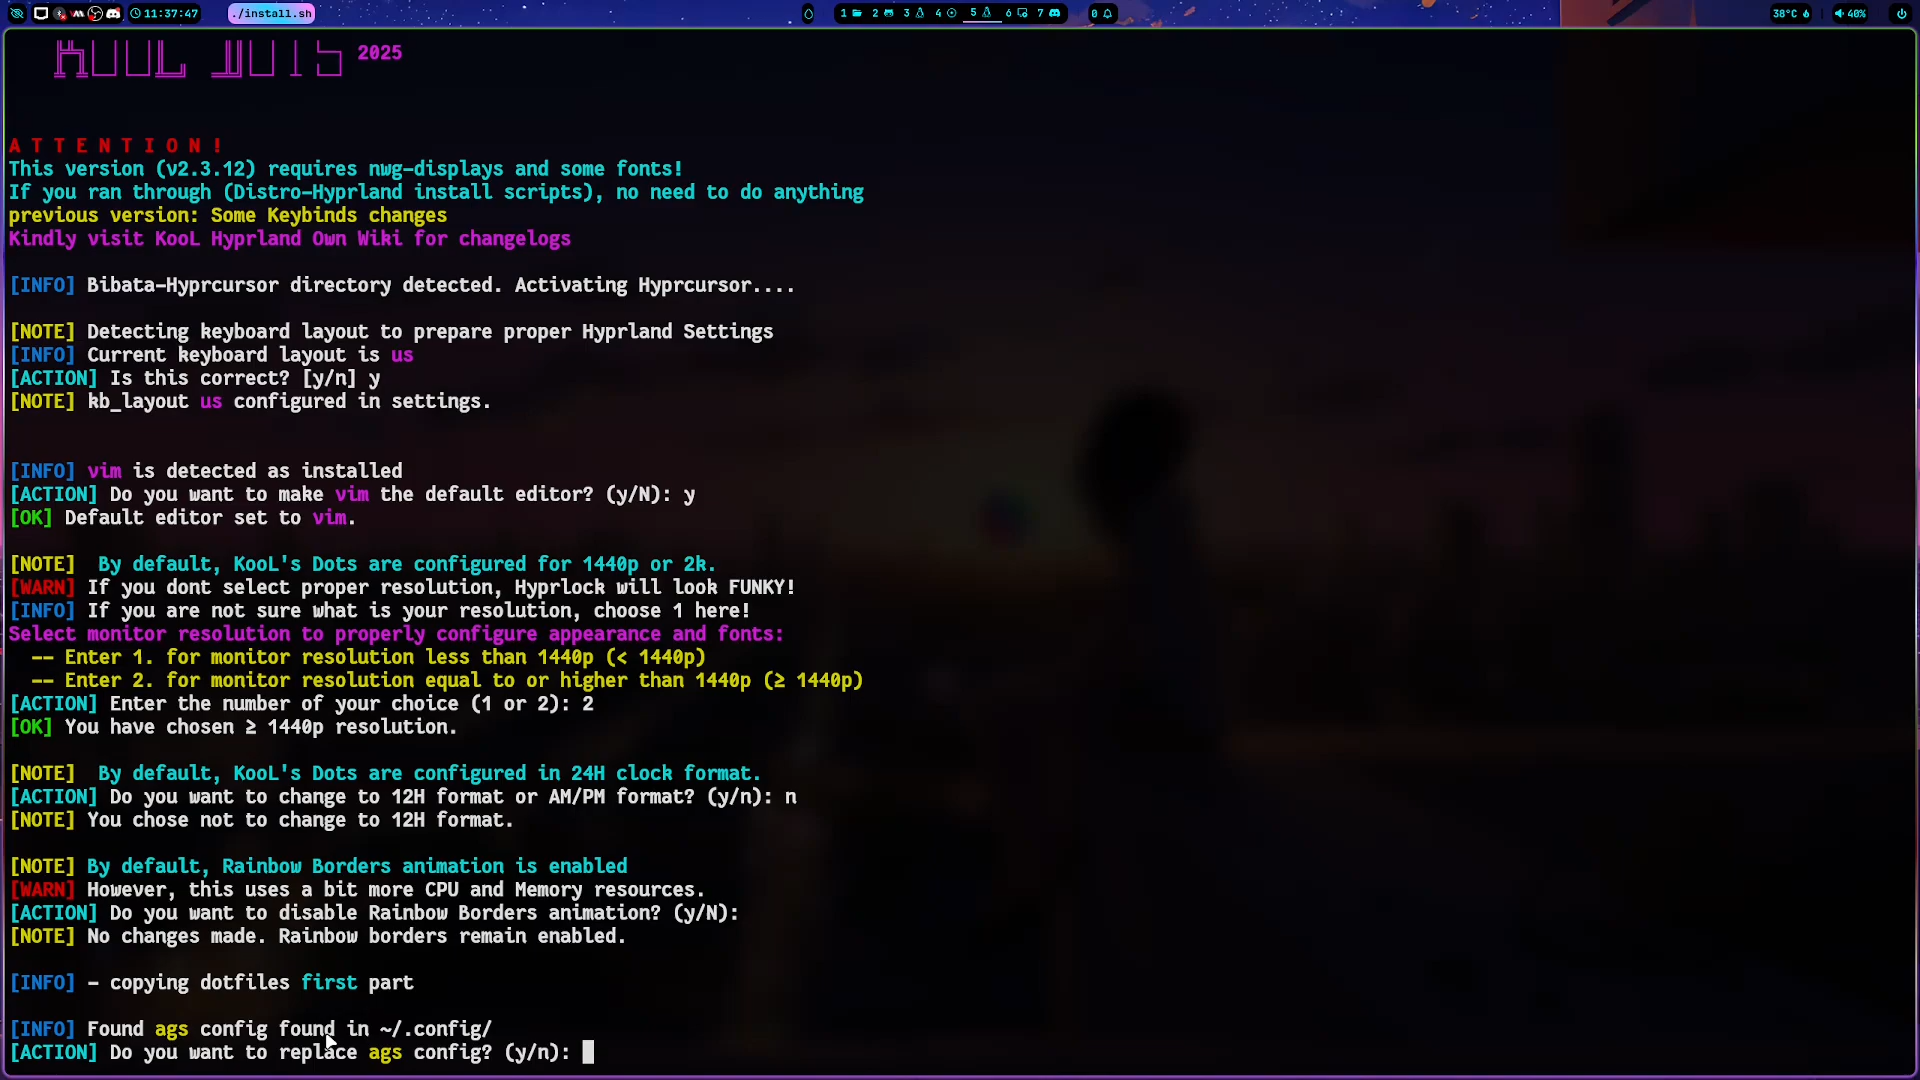 11:37:47 ./install.sh 1 2 3 4 5 6 7 0 38°C 40%
KOOL DOTS 2025
A T T E N T I O N !
This version (v2.3.12) requires nwg-displays and some fonts!
If you ran through (Distro-Hyprland install scripts), no need to do anything
previous version: Some Keybinds changes
Kindly visit KooL Hyprland Own Wiki for changelogs
[INFO] Bibata-Hyprcursor directory detected. Activating Hyprcursor....
[NOTE] Detecting keyboard layout to prepare proper Hyprland Settings
[INFO] Current keyboard layout is us
[ACTION] Is this correct? [y/n] y
[NOTE] kb_layout us configured in settings.
[INFO] vim is detected as installed
[ACTION] Do you want to make vim the default editor? (y/N): y
[OK] Default editor set to vim.
[NOTE]  By default, KooL's Dots are configured for 1440p or 2k.
[WARN] If you dont select proper resolution, Hyprlock will look FUNKY!
[INFO] If you are not sure what is your resolution, choose 1 here!
Select monitor resolution to properly configure appearance and fonts:
-- Enter 1. for monitor resolution less than 1440p (< 1440p)
-- Enter 2. for monitor resolution equal to or higher than 1440p (≥ 1440p)
[ACTION] Enter the number of your choice (1 or 2): 2
[OK] You have chosen ≥ 1440p resolution.
[NOTE]  By default, KooL's Dots are configured in 24H clock format.
[ACTION] Do you want to change to 12H format or AM/PM format? (y/n): n
[NOTE] You chose not to change to 12H format.
[NOTE] By default, Rainbow Borders animation is enabled
[WARN] However, this uses a bit more CPU and Memory resources.
[ACTION] Do you want to disable Rainbow Borders animation? (y/N):
[NOTE] No changes made. Rainbow borders remain enabled.
[INFO] - copying dotfiles first part
[INFO] Found ags config found in ~/.config/
[ACTION] Do you want to replace ags config? (y/n):